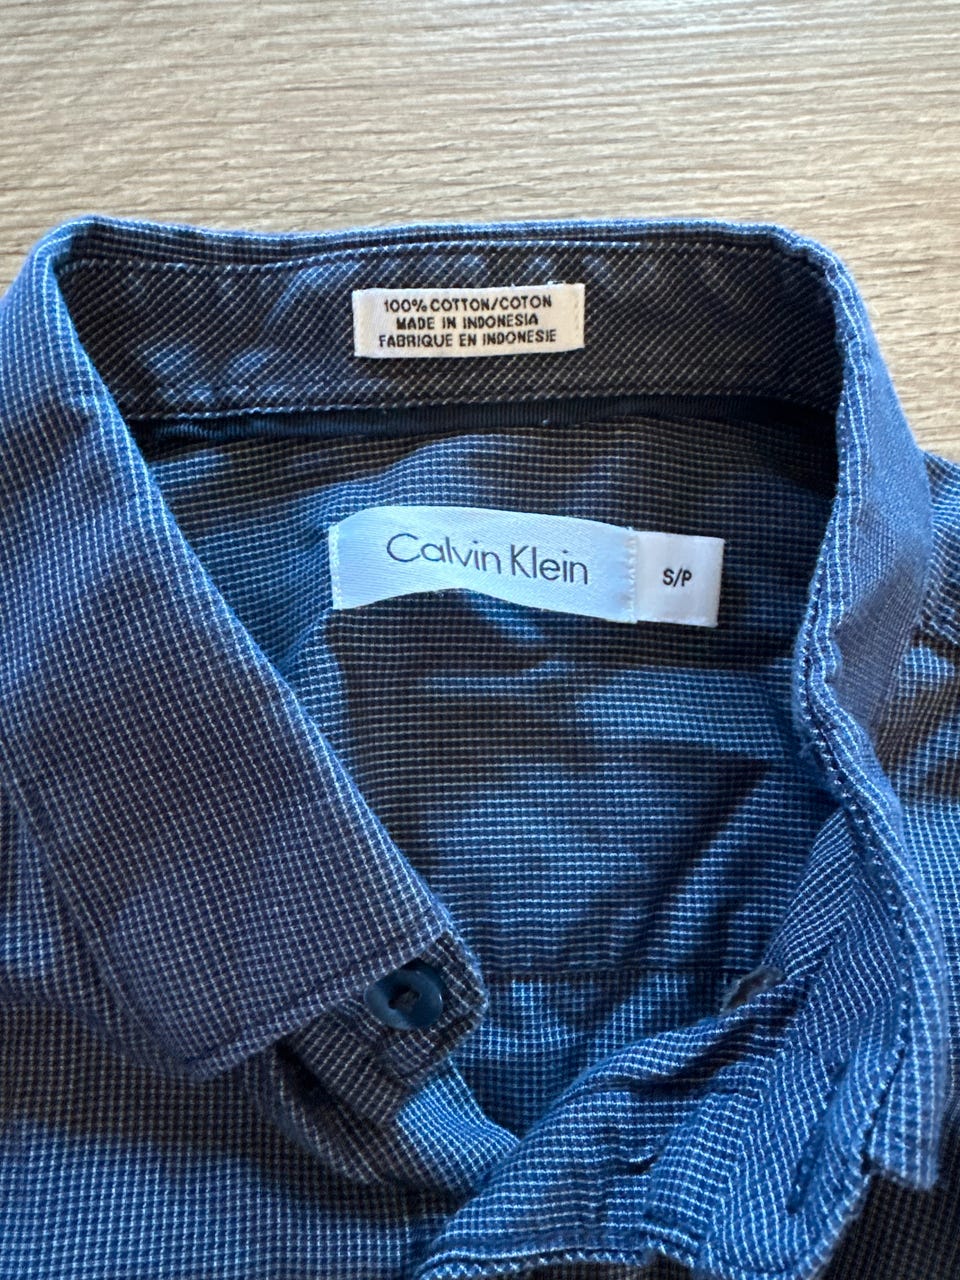 100% COTTON/COTON
MADE IN INDONESIA
FABRIQUE EN INDONESIE
Calvin Klein
S/P